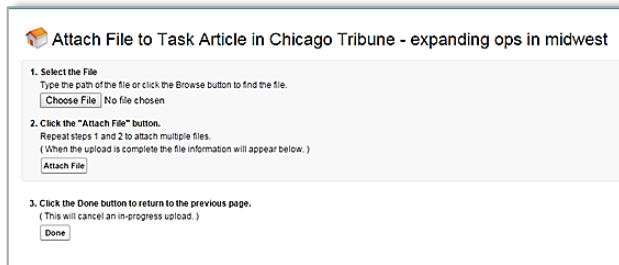 Attach File to Task Article in Chicago Tribune - expanding ops in midwest
1. Select the File
Type the path of the file or click the Browse button to find the file.
Choose File No file chosen
2. Click the "Attach File" button.
Repeat steps 1 and 2 to attach multiple files.
( When the upload is complete the file information will appear below. )
Attach File
3. Click the Done button to return to the previous page.
( This will cancel an in-progress upload. )
Done